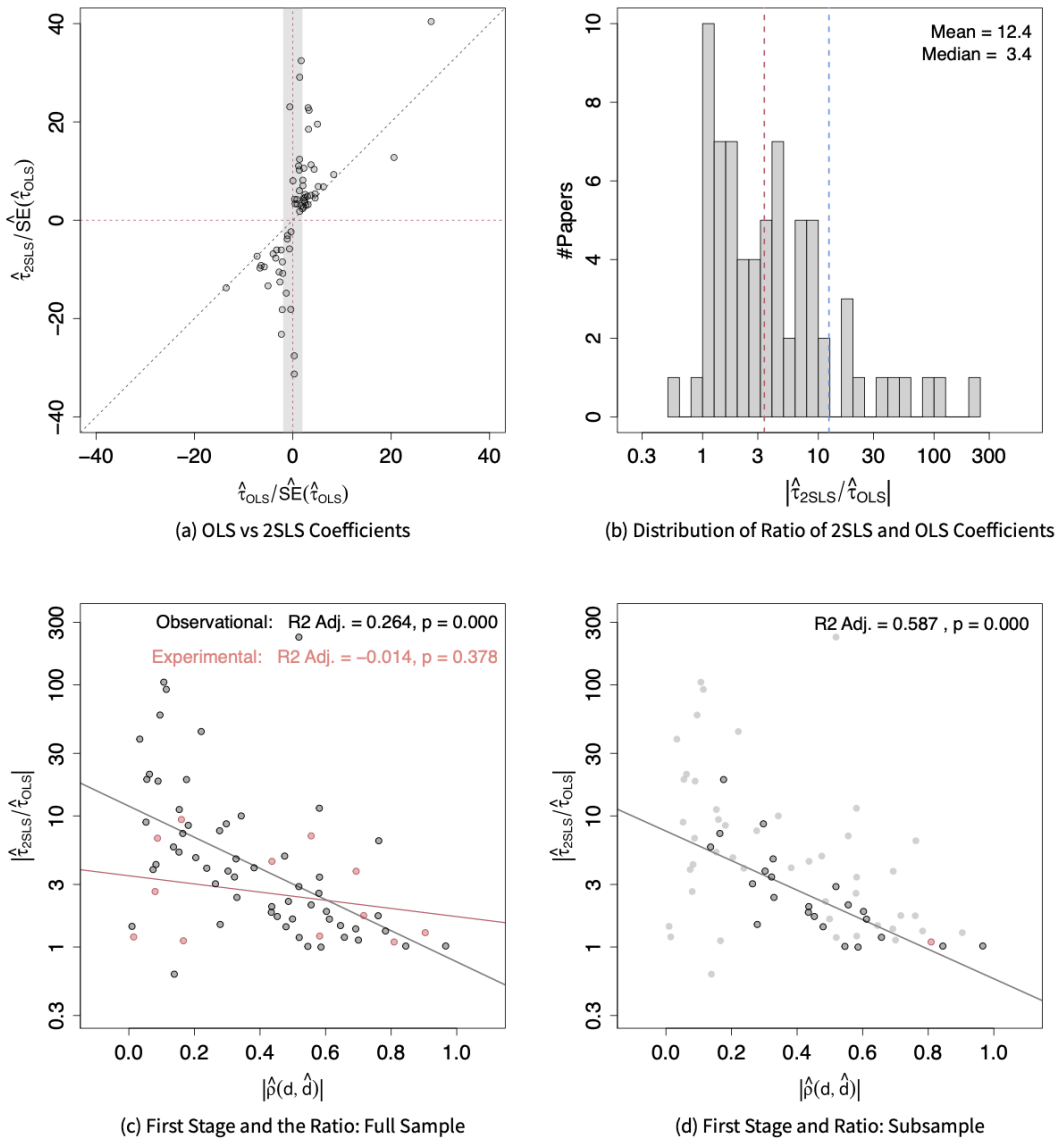 40
20
0
−20
−40
−40 −20 0 20 40
τ̂2SLS/SÊ(τ̂OLS)
τ̂OLS/SÊ(τ̂OLS)
(a) OLS vs 2SLS Coefficients
Mean = 12.4
Median = 3.4
10
8
6
4
2
0
#Papers
0.3 1 3 10 30 100 300
|τ̂2SLS/τ̂OLS|
(b) Distribution of Ratio of 2SLS and OLS Coefficients
Observational: R2 Adj. = 0.264, p = 0.000
Experimental: R2 Adj. = −0.014, p = 0.378
300
100
30
10
3
1
0.3
|τ̂2SLS/τ̂OLS|
0.0 0.2 0.4 0.6 0.8 1.0
|ρ̂(d, d̂)|
(c) First Stage and the Ratio: Full Sample
R2 Adj. = 0.587 , p = 0.000
300
100
30
10
3
1
0.3
|τ̂2SLS/τ̂OLS|
0.0 0.2 0.4 0.6 0.8 1.0
|ρ̂(d, d̂)|
(d) First Stage and Ratio: Subsample